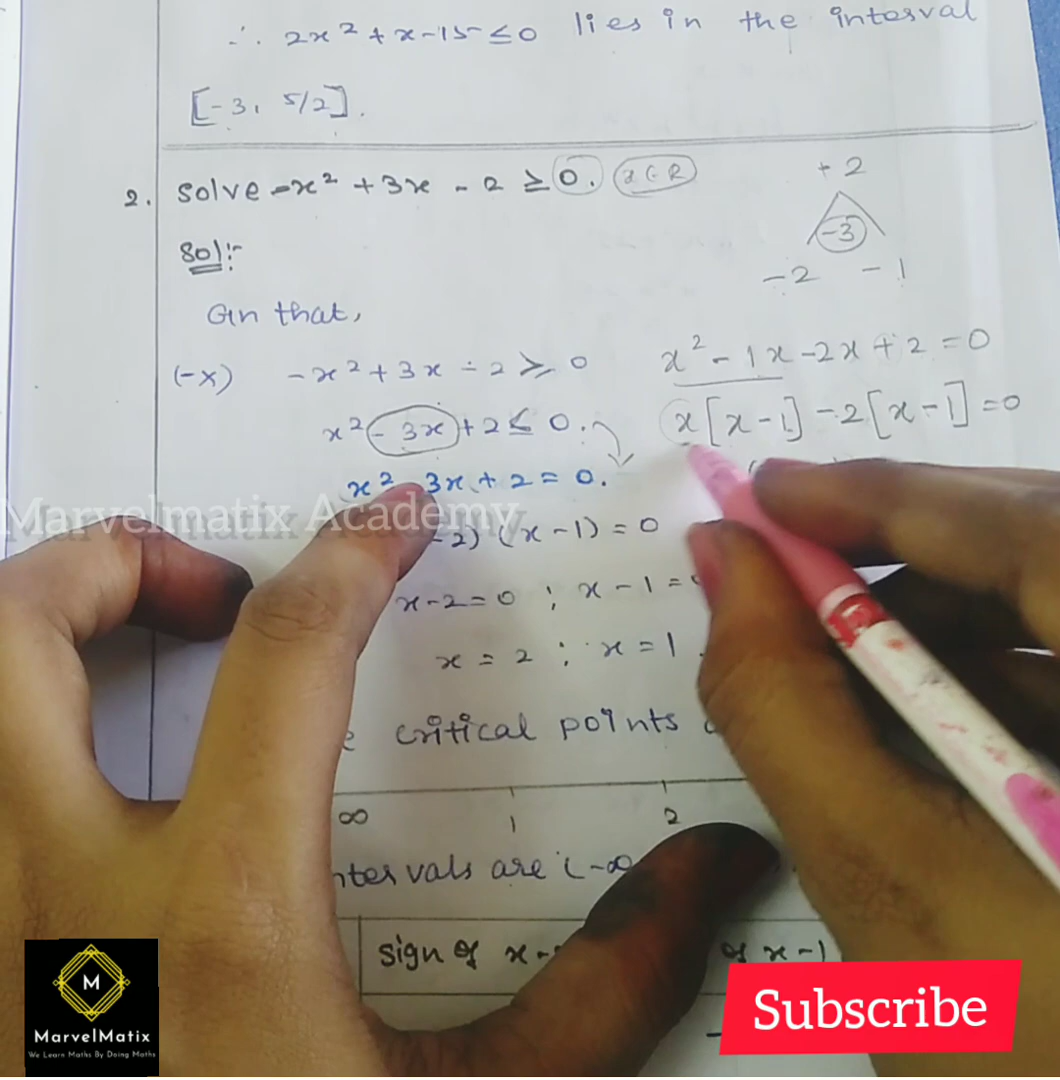 ∴ 2x² + x - 15 ≤ 0 lies in the interval
[-3, 5/2].
2. Solve -x² + 3x - 2 ≥ 0. x ∈ R
+2
-3
-2 -1
Sol:-
Gn that,
(-x) -x² + 3x - 2 ≥ 0
x² - 1x - 2x + 2 = 0
x² - 3x + 2 ≤ 0.
x[x-1] - 2[x-1] = 0
x² 3x + 2 = 0.
Marvelmatix Academy
-2) (x-1) = 0
x-2 = 0 ; x-1 =
x = 2 ; x = 1
critical points
∞ 1 2
intervals are (-∞
sign of x- of x-1
M
MarvelMatix
We Learn Maths By Doing Maths
Subscribe